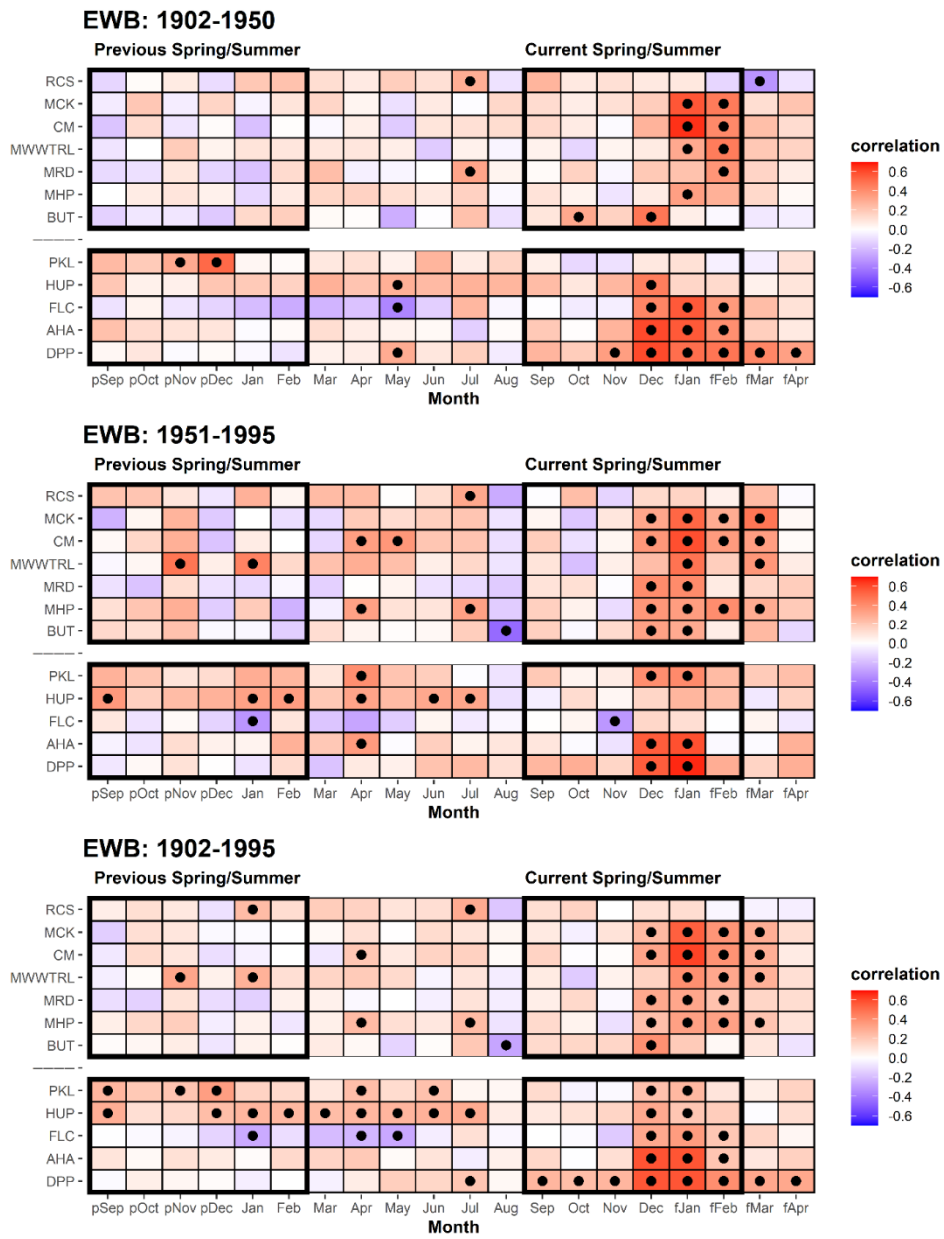 EWB: 1902-1950
Previous Spring/Summer Current Spring/Summer
RCS
MCK
CM
MWWTRL
MRD
MHP
BUT
————
PKL
HUP
FLC
AHA
DPP
pSep pOct pNov pDec Jan Feb Mar Apr May Jun Jul Aug Sep Oct Nov Dec fJan fFeb fMar fApr
Month
correlation
0.6
0.4
0.2
0.0
-0.2
-0.4
-0.6
EWB: 1951-1995
Previous Spring/Summer Current Spring/Summer
RCS
MCK
CM
MWWTRL
MRD
MHP
BUT
————
PKL
HUP
FLC
AHA
DPP
pSep pOct pNov pDec Jan Feb Mar Apr May Jun Jul Aug Sep Oct Nov Dec fJan fFeb fMar fApr
Month
correlation
0.6
0.4
0.2
0.0
-0.2
-0.4
-0.6
EWB: 1902-1995
Previous Spring/Summer Current Spring/Summer
RCS
MCK
CM
MWWTRL
MRD
MHP
BUT
————
PKL
HUP
FLC
AHA
DPP
pSep pOct pNov pDec Jan Feb Mar Apr May Jun Jul Aug Sep Oct Nov Dec fJan fFeb fMar fApr
Month
correlation
0.6
0.4
0.2
0.0
-0.2
-0.4
-0.6